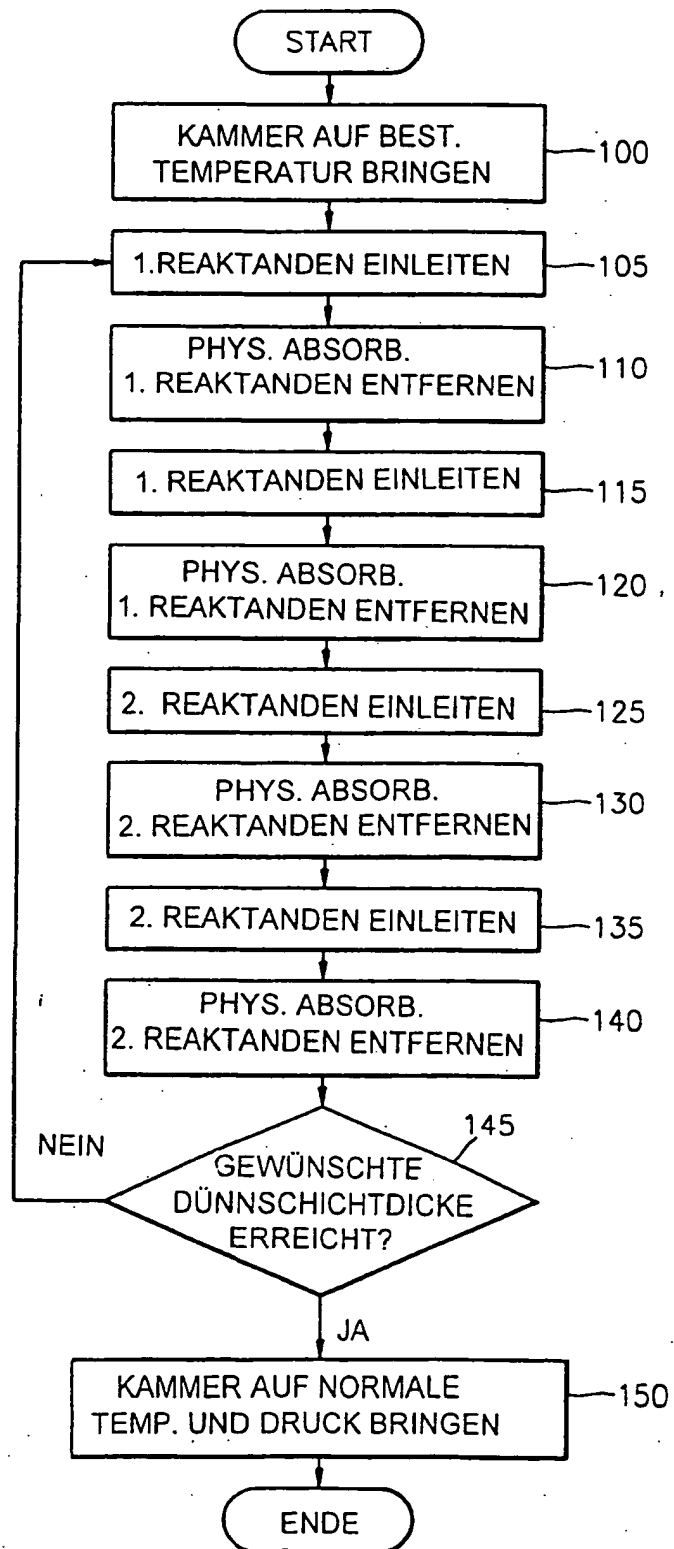 START
KAMMER AUF BEST.
TEMPERATUR BRINGEN
100
1.REAKTANDEN EINLEITEN
105
PHYS. ABSORB.
1. REAKTANDEN ENTFERNEN
110
1. REAKTANDEN EINLEITEN
115
PHYS. ABSORB.
1. REAKTANDEN ENTFERNEN
120
2. REAKTANDEN EINLEITEN
125
PHYS. ABSORB.
2. REAKTANDEN ENTFERNEN
130
2. REAKTANDEN EINLEITEN
135
PHYS. ABSORB.
2. REAKTANDEN ENTFERNEN
140
145
NEIN
GEWÜNSCHTE
DÜNNSCHICHTDICKE
ERREICHT?
JA
KAMMER AUF NORMALE
TEMP. UND DRUCK BRINGEN
150
ENDE